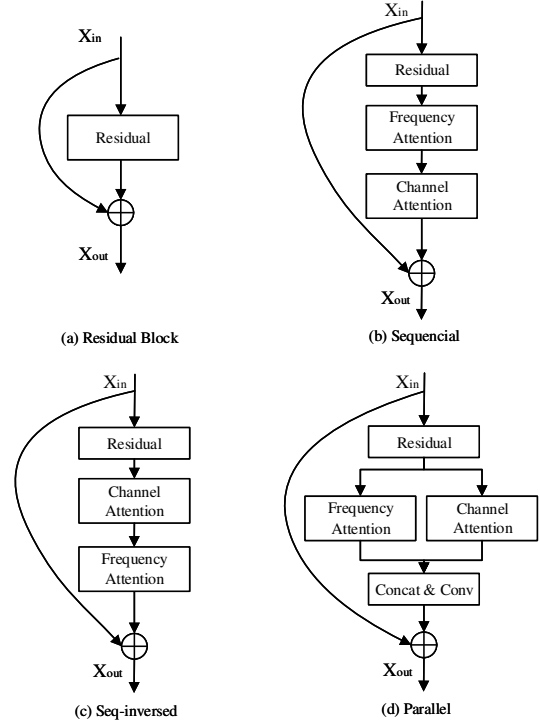 Xin
Residual
Xout
(a) Residual Block
Xin
Residual
Frequency
Attention
Channel
Attention
Xout
(b) Sequencial
Xin
Residual
Channel
Attention
Frequency
Attention
Xout
(c) Seq-inversed
Xin
Residual
Frequency
Attention
Channel
Attention
Concat & Conv
Xout
(d) Parallel